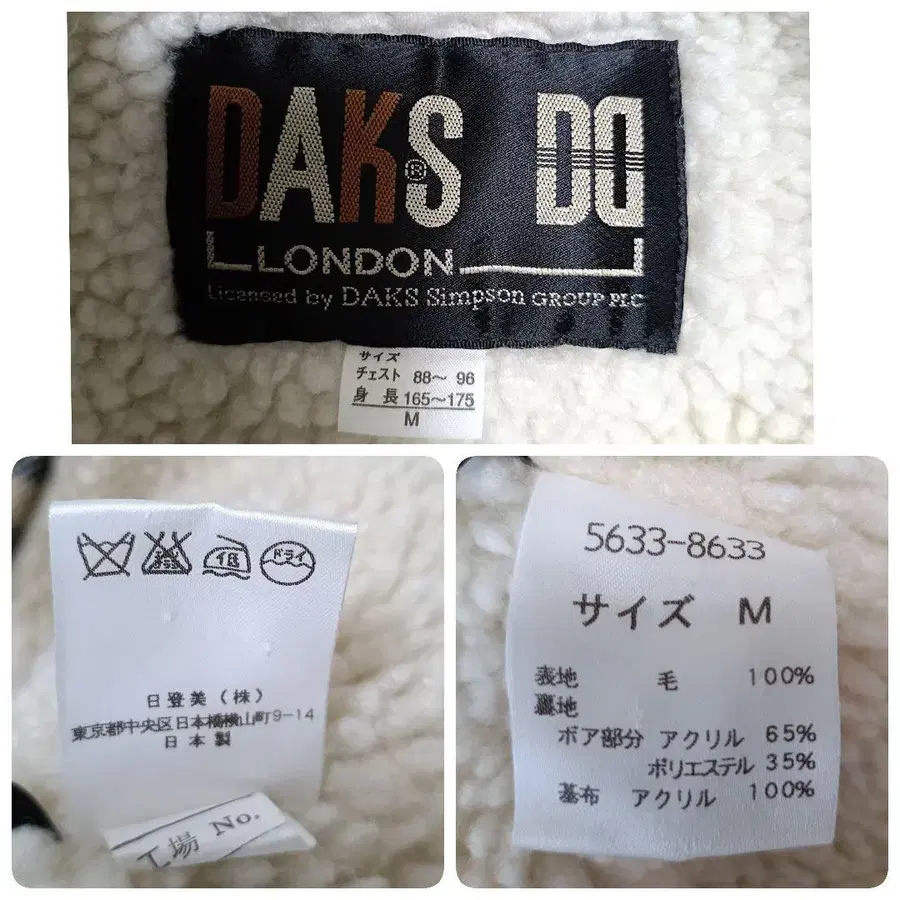 DAKS® DD
LONDON
Licensed by DAKS Simpson GROUP PLC
サイズ
チェスト 88〜 96
身 長 165〜175
M
低 ドライ
日登美(株)
東京都中央区日本橋横山町9-14
日本製
工場 No.
5633-8633
サイズ M
表地 毛 100%
裏地
ボア部分 アクリル 65%
ポリエステル 35%
基布 アクリル 100%